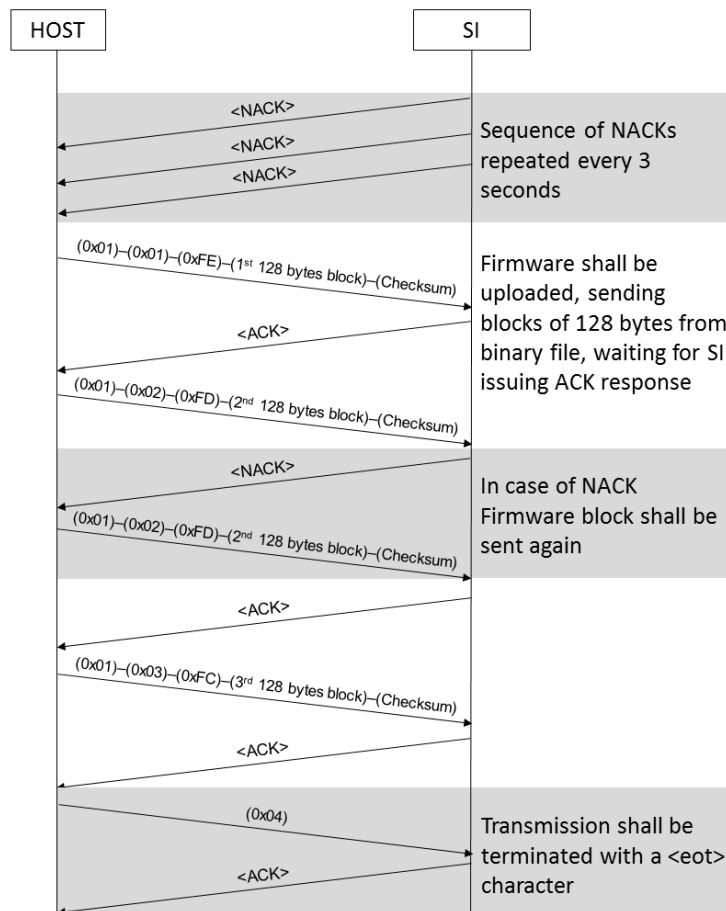 HOST
SI
<NACK>
<NACK>
<NACK>
Sequence of NACKs
repeated every 3
seconds
(0x01)–(0x01)–(0xFE)–(1st 128 bytes block)–(Checksum)
Firmware shall be
uploaded, sending
blocks of 128 bytes from
binary file, waiting for SI
issuing ACK response
<ACK>
(0x01)–(0x02)–(0xFD)–(2nd 128 bytes block)–(Checksum)
<NACK>
In case of NACK
Firmware block shall be
sent again
(0x01)–(0x02)–(0xFD)–(2nd 128 bytes block)–(Checksum)
<ACK>
(0x01)–(0x03)–(0xFC)–(3rd 128 bytes block)–(Checksum)
<ACK>
(0x04)
Transmission shall be
terminated with a <eot>
character
<ACK>